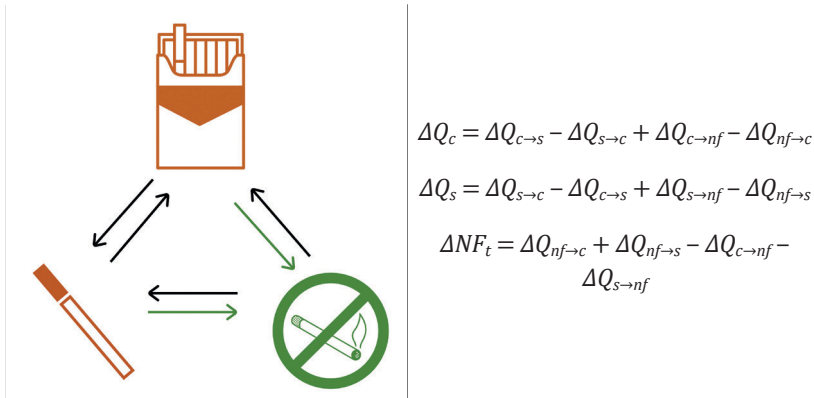 ΔQ_c = ΔQ_{c→s} – ΔQ_{s→c} + ΔQ_{c→nf} – ΔQ_{nf→c}
ΔQ_s = ΔQ_{s→c} – ΔQ_{c→s} + ΔQ_{s→nf} – ΔQ_{nf→s}
ΔNF_t = ΔQ_{nf→c} + ΔQ_{nf→s} – ΔQ_{c→nf} –
ΔQ_{s→nf}